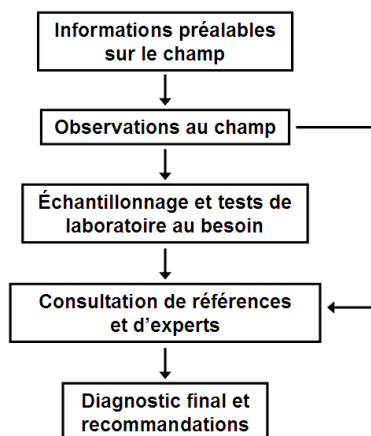 Informations préalables
sur le champ
Observations au champ
Échantillonnage et tests de
laboratoire au besoin
Consultation de références
et d'experts
Diagnostic final et
recommandations